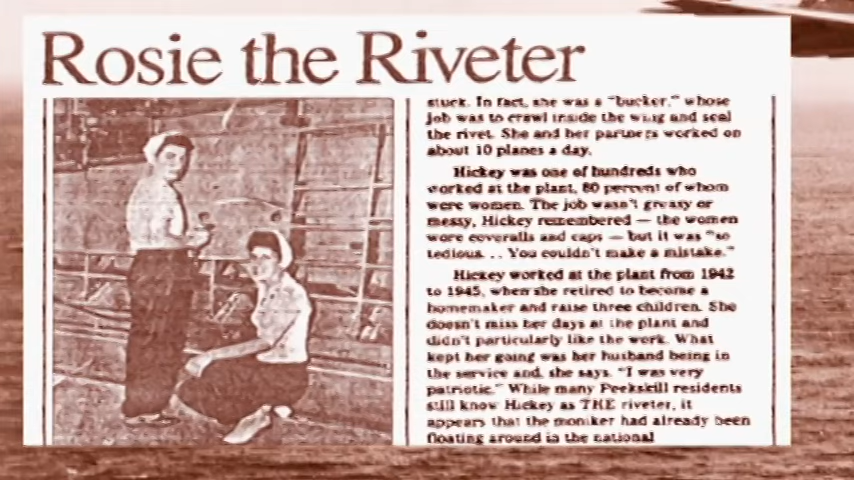 Rosie the Riveter
stuck. In fact, she was a "bucker," whose
job was to crawl inside the wing and seal
the rivet. She and her partners worked on
about 10 planes a day.
Hickey was one of hundreds who
worked at the plant, 80 percent of whom
were women. The job wasn't greasy or
messy, Hickey remembered — the women
wore coveralls and caps — but it was "so
tedious . . . You couldn't make a mistake."
Hickey worked at the plant from 1942
to 1945, when she retired to become a
homemaker and raise three children. She
doesn't miss her days at the plant and
didn't particularly like the work. What
kept her going was her husband being in
the service and, she says, "I was very
patriotic." While many Peekskill residents
still know Hickey as THE riveter, it
appears that the moniker had already been
floating around in the national